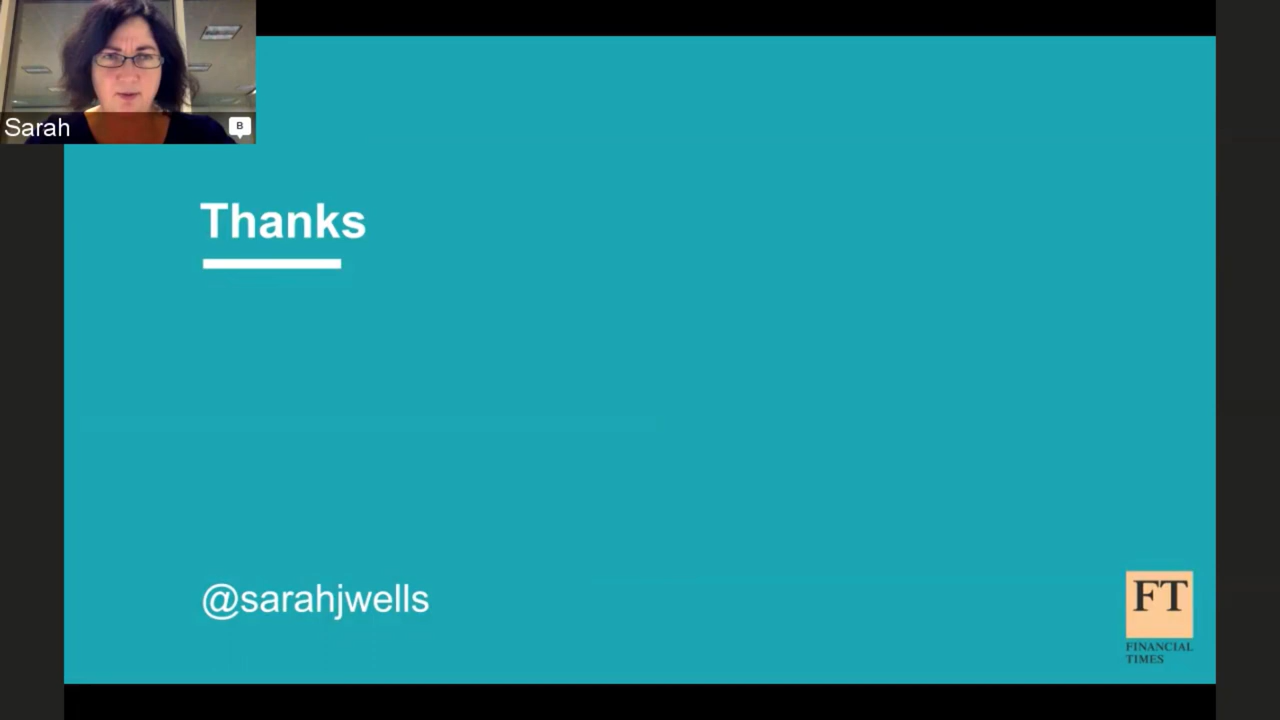 Sarah
B
Thanks
@sarahjwells
FT
FINANCIAL
TIMES